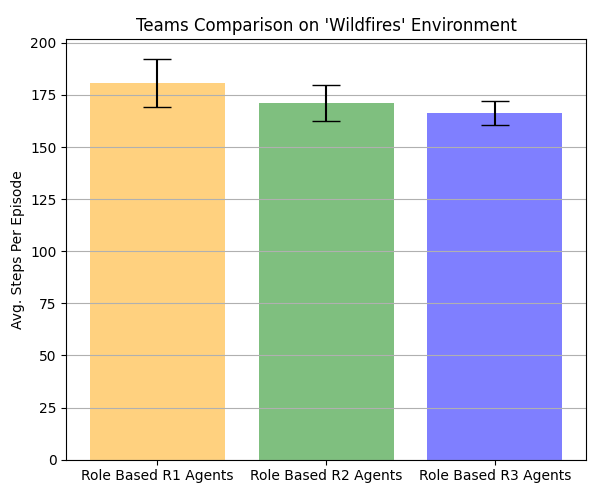 Teams Comparison on 'Wildfires' Environment
200
175
150
125
100
75
50
25
0
Avg. Steps Per Episode
Role Based R1 Agents
Role Based R2 Agents
Role Based R3 Agents